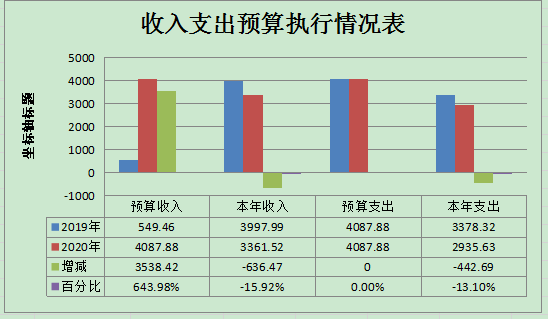 收入支出预算执行情况表
坐标轴标题
5000
4000
3000
2000
1000
0
-1000
预算收入 本年收入 预算支出 本年支出
2019年 549.46 3997.99 4087.88 3378.32
2020年 4087.88 3361.52 4087.88 2935.63
增减 3538.42 -636.47 0 -442.69
百分比 643.98% -15.92% 0.00% -13.10%